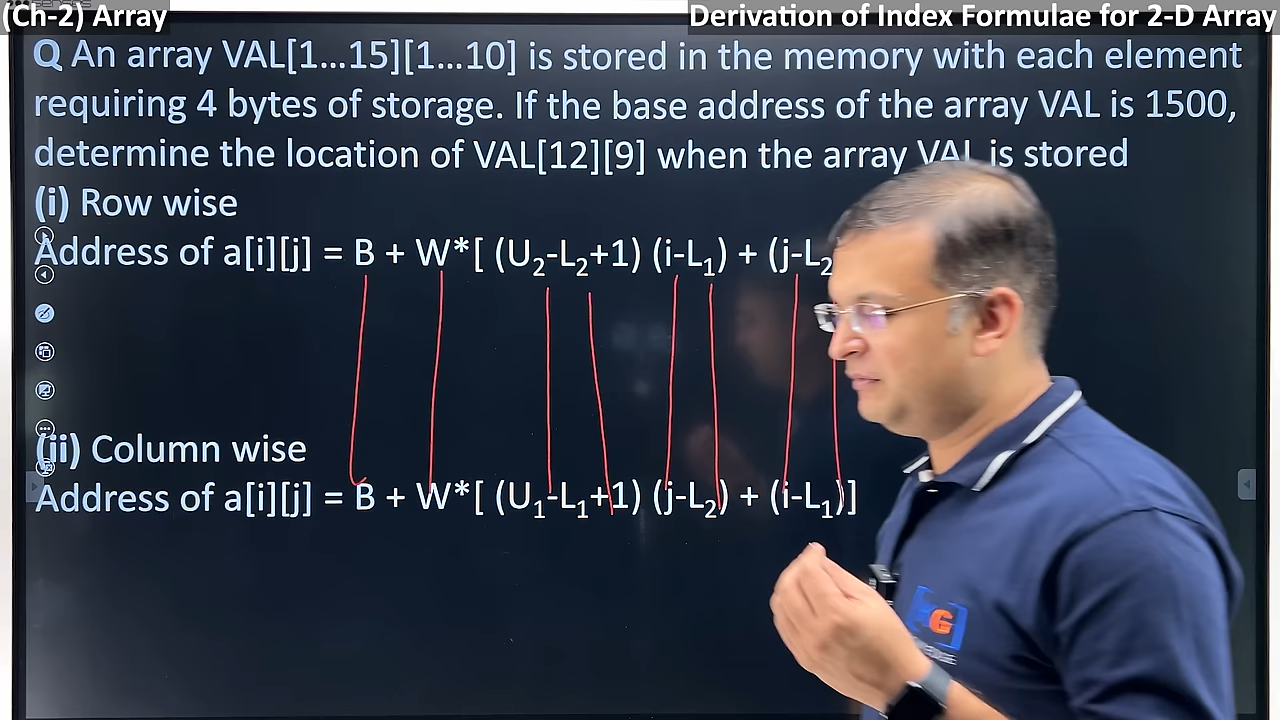 (Ch-2) Array
Derivation of Index Formulae for 2-D Array
Q An array VAL[1...15][1...10] is stored in the memory with each element
requiring 4 bytes of storage. If the base address of the array VAL is 1500,
determine the location of VAL[12][9] when the array VAL is stored
(i) Row wise
Address of a[i][j] = B + W*[ (U₂-L₂+1) (i-L₁) + (j-L₂
(ii) Column wise
Address of a[i][j] = B + W*[ (U₁-L₁+1) (j-L₂) + (i-L₁)]